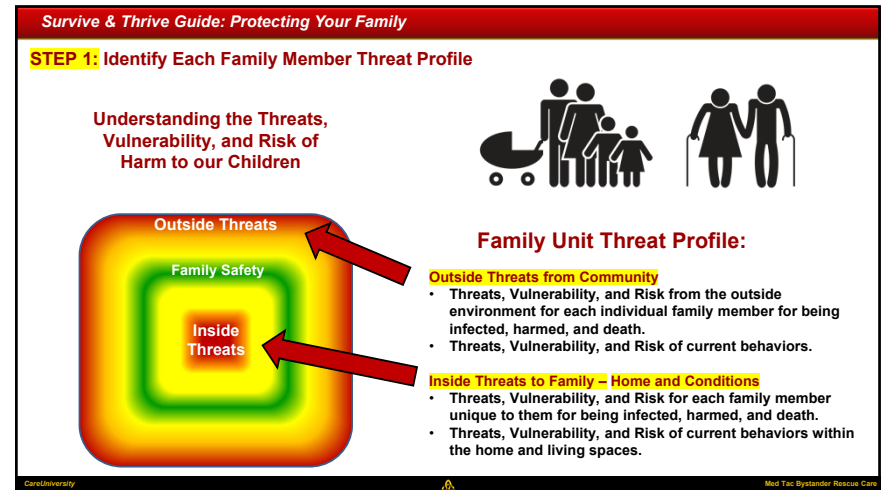 Survive & Thrive Guide: Protecting Your Family
STEP 1: Identify Each Family Member Threat Profile
Understanding the Threats,
Vulnerability, and Risk of
Harm to our Children
Outside Threats
Family Safety
Inside
Threats
Family Unit Threat Profile:
Outside Threats from Community
• Threats, Vulnerability, and Risk from the outside
environment for each individual family member for being
infected, harmed, and death.
• Threats, Vulnerability, and Risk of current behaviors.
Inside Threats to Family – Home and Conditions
• Threats, Vulnerability, and Risk for each family member
unique to them for being infected, harmed, and death.
• Threats, Vulnerability, and Risk of current behaviors within
the home and living spaces.
CareUniversity
Med Tac Bystander Rescue Care